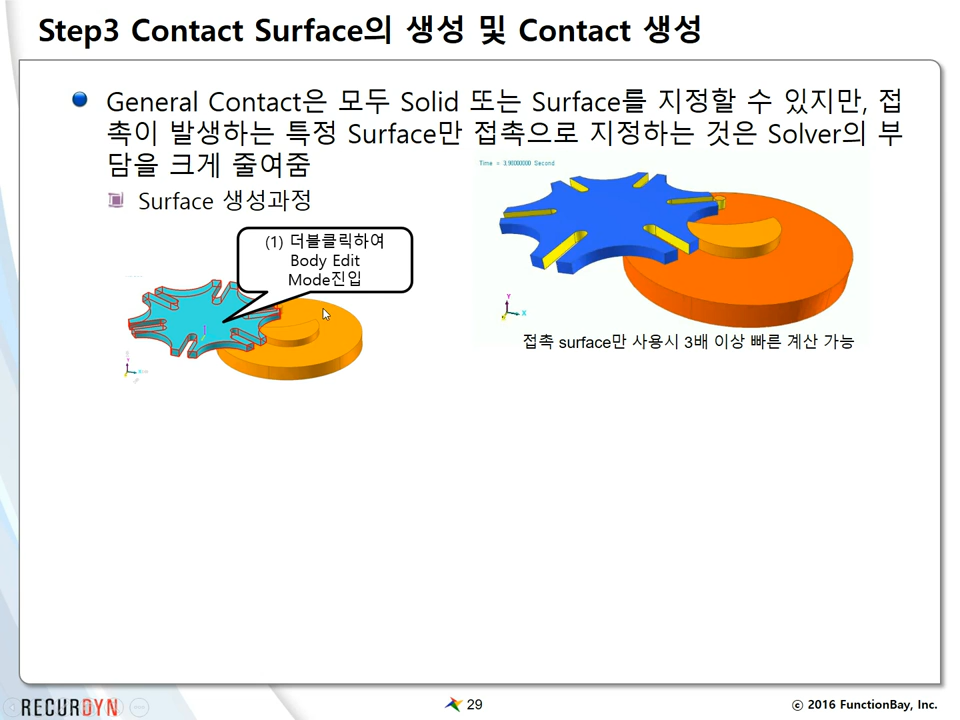 Step3 Contact Surface의 생성 및 Contact 생성
General Contact은 모두 Solid 또는 Surface를 지정할 수 있지만, 접
촉이 발생하는 특정 Surface만 접촉으로 지정하는 것은 Solver의 부
담을 크게 줄여줌
Surface 생성과정
Time = 3.9000000 Second
(1) 더블클릭하여
Body Edit
Mode진입
Y
X
접촉 surface만 사용시 3배 이상 빠른 계산 가능
RECURDYN
29
© 2016 FunctionBay, Inc.